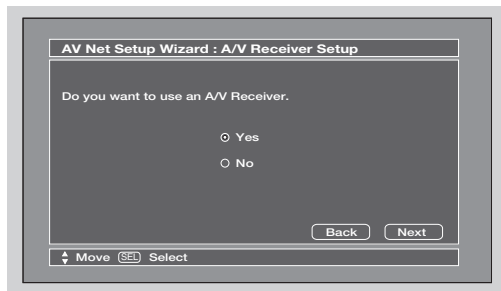 AV Net Setup Wizard : A/V Receiver Setup
Do you want to use an A/V Receiver.
Yes
No
Back Next
Move SEL Select